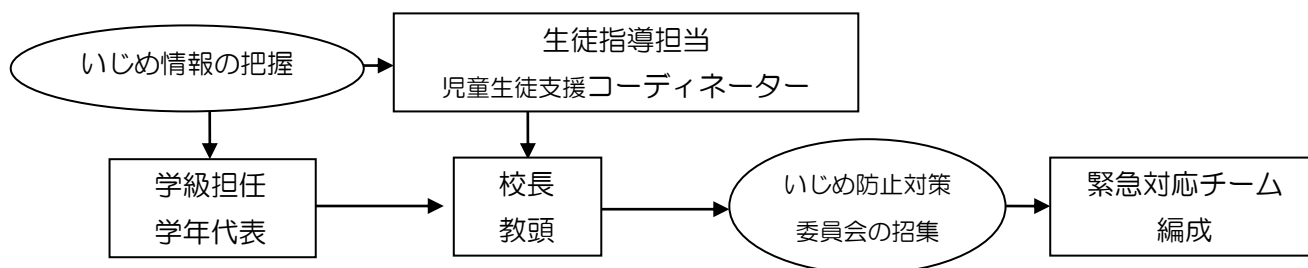 いじめ情報の把握
生徒指導担当
児童生徒支援コーディネーター
学級担任
学年代表
校長
教頭
いじめ防止対策
委員会の招集
緊急対応チーム
編成